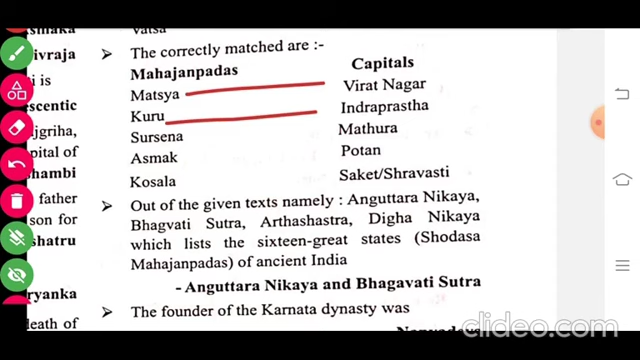 smaka
Vatsa
ivraja
➤ The correctly matched are :-
i is
Mahajanpadas Capitals
Matsya Virat Nagar
escentic
Kuru Indraprastha
jgriha,
Sursena Mathura
pital of
Asmak Potan
hambi
Kosala Saket/Shravasti
father
➤ Out of the given texts namely : Anguttara Nikaya,
son for
Bhagvati Sutra, Arthashastra, Digha Nikaya
shatru
which lists the sixteen-great states (Shodasa
Mahajanpadas) of ancient India
- Anguttara Nikaya and Bhagavati Sutra
ryanka
➤ The founder of the Karnata dynasty was
death of
clideo.com